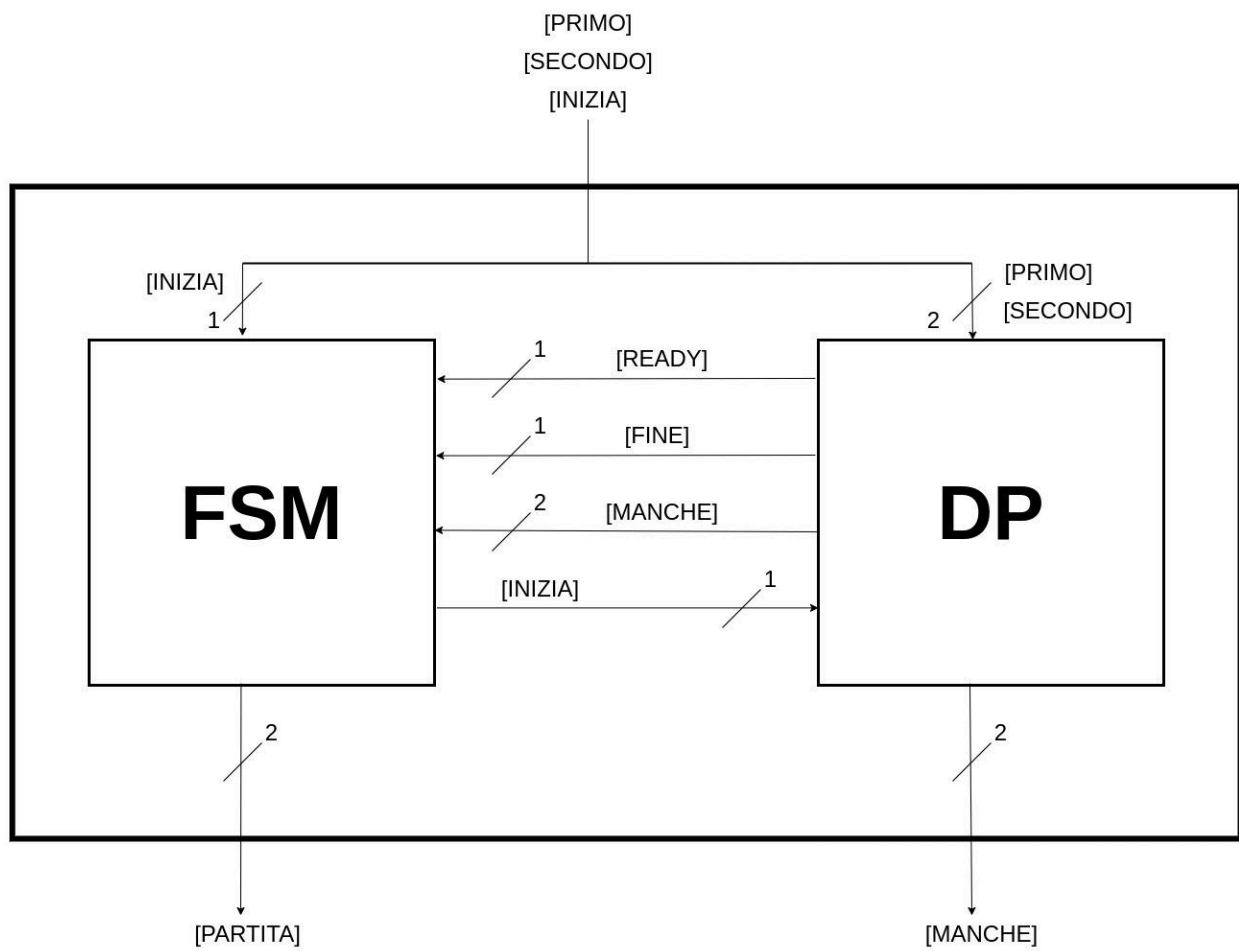 [PRIMO]
[SECONDO]
[INIZIA]
[INIZIA]
1
[PRIMO]
2
[SECONDO]
1
[READY]
1
[FINE]
2
[MANCHE]
[INIZIA]
1
FSM
DP
2
2
[PARTITA]
[MANCHE]